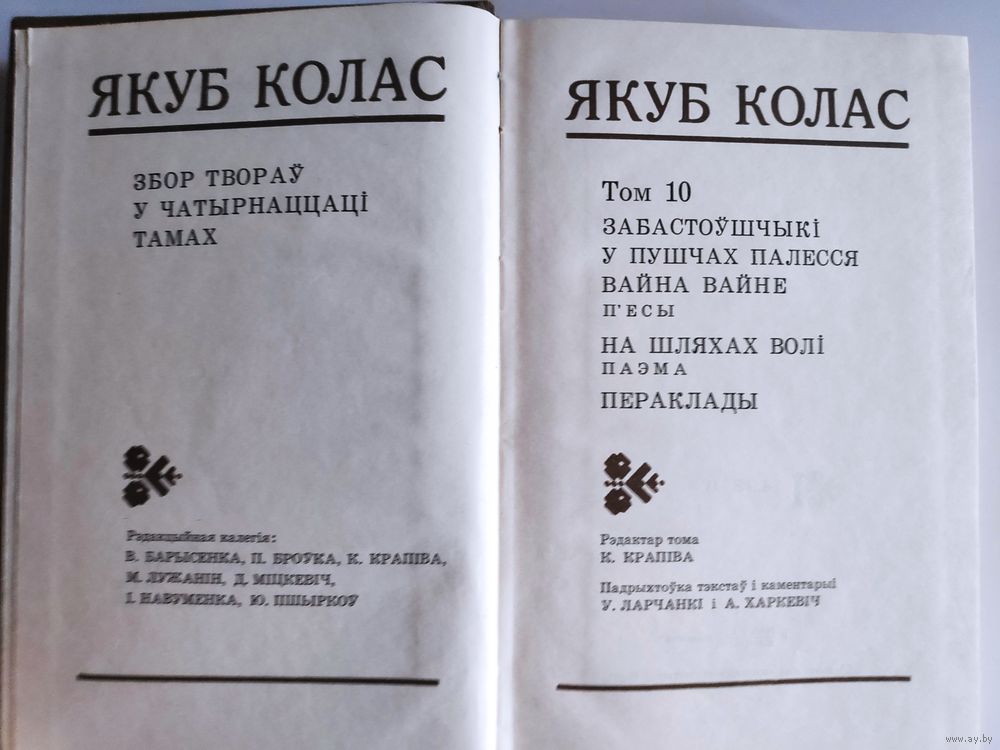 ЯКУБ КОЛАС
ЗБОР ТВОРАЎ
У ЧАТЫРНАЦЦАЦІ
ТАМАХ
Рэдакцыйная калегія:
В. БАРЫСЕНКА, П. БРОЎКА, К. КРАПІВА,
М. ЛУЖАНІН, Д. МІЦКЕВІЧ,
І. НАВУМЕНКА, Ю. ПШЫРКОЎ
ЯКУБ КОЛАС
Том 10
ЗАБАСТОЎШЧЫКІ
У ПУШЧАХ ПАЛЕССЯ
ВАЙНА ВАЙНЕ
П'ЕСЫ
НА ШЛЯХАХ ВОЛІ
ПАЭМА
ПЕРАКЛАДЫ
Рэдактар тома
К. КРАПІВА
Падрыхтоўка тэкстаў і каментарыі
У. ЛАРЧАНКІ і А. ХАРКЕВІЧ
www.ay.by